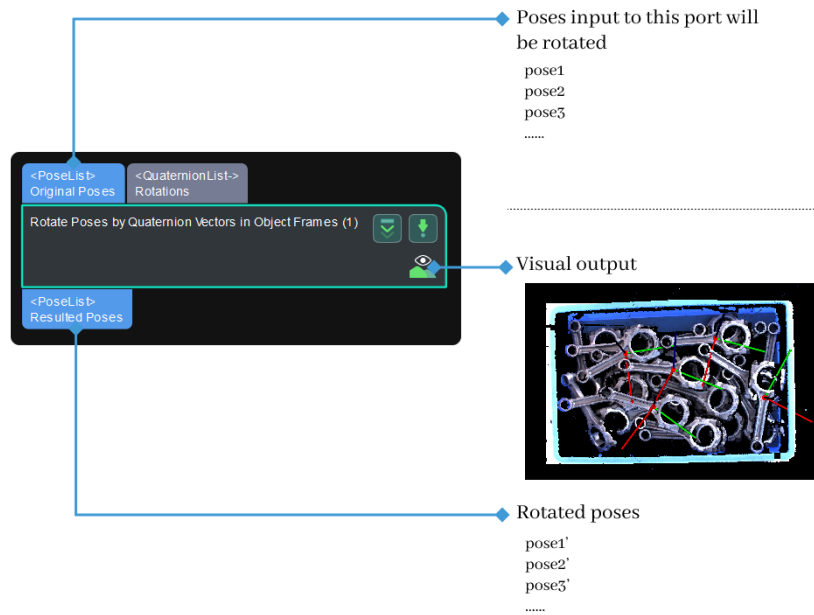 Poses input to this port will
be rotated
pose1
pose2
pose3
......
<PoseList>
Original Poses
<QuaternionList->
Rotations
Rotate Poses by Quaternion Vectors in Object Frames (1)
Visual output
<PoseList>
Resulted Poses
Rotated poses
pose1’
pose2’
pose3’
......